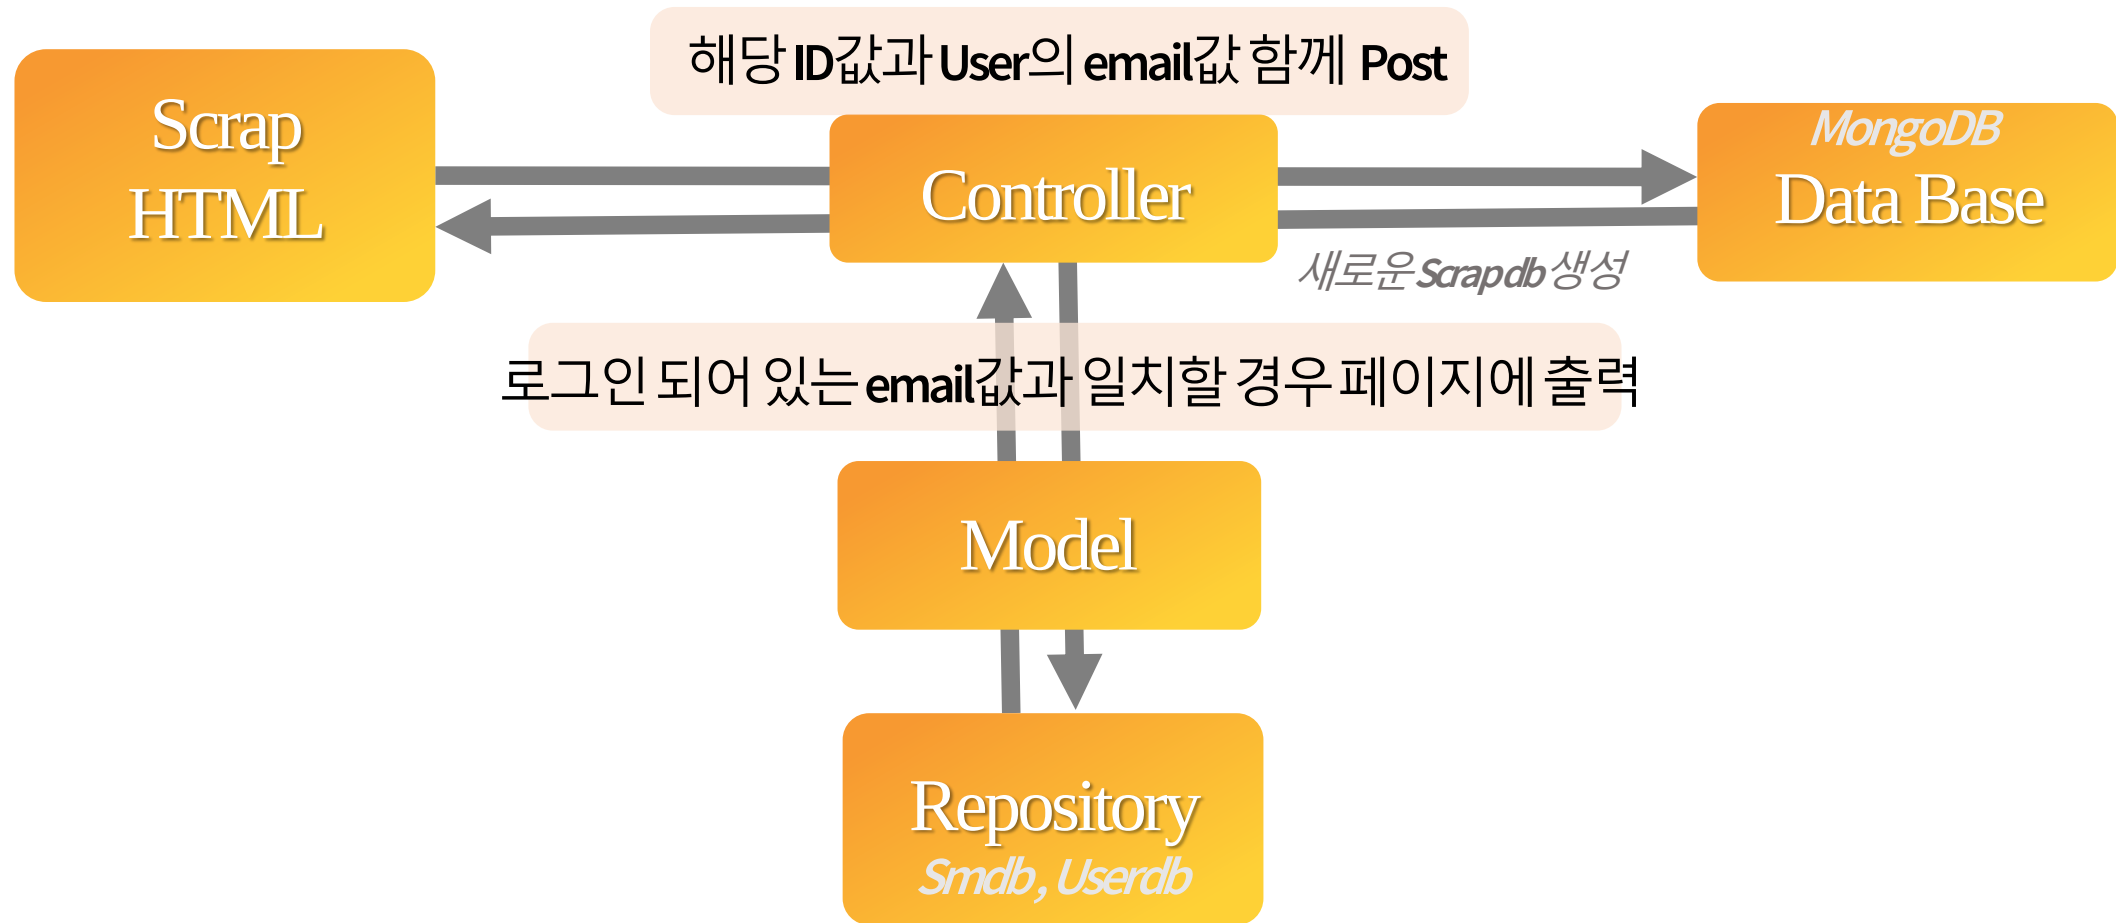 해당 ID값과 User의 email값 함께 Post
Scrap
HTML
Controller
MongoDB
Data Base
새로운 Scrapdb 생성
로그인 되어 있는 email값과 일치할 경우 페이지에 출력
Model
Repository
Smdb, Userdb